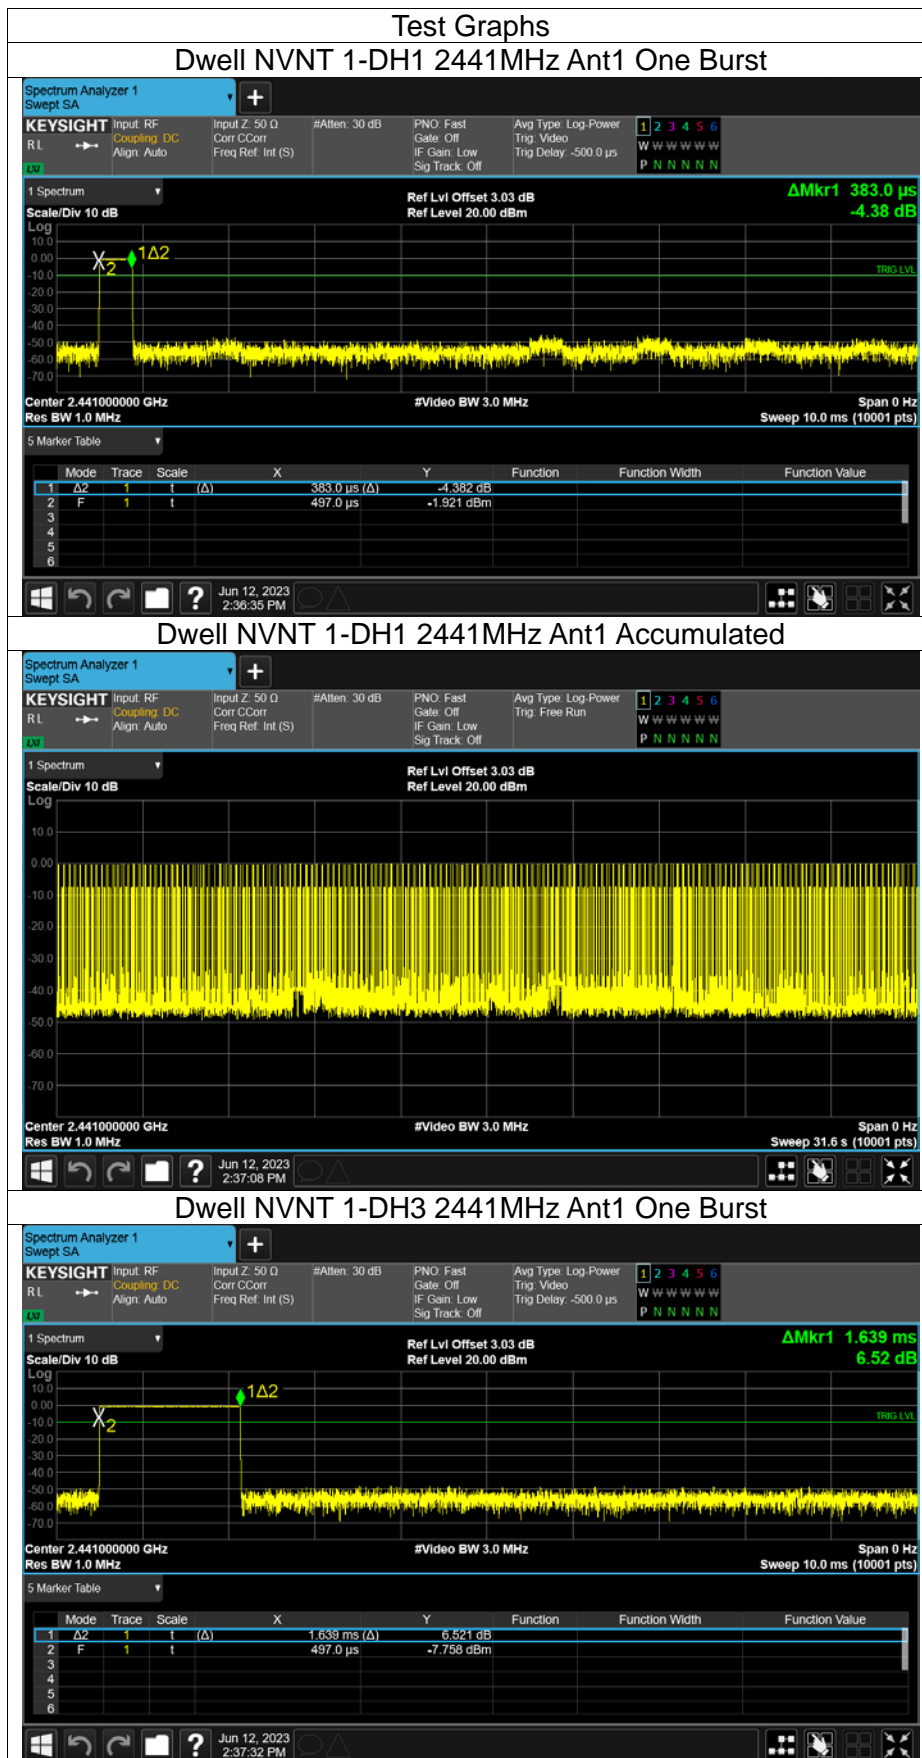 Test Graphs
Dwell NVNT 1-DH1 2441MHz Ant1 One Burst
Spectrum Analyzer 1
Swept SA
+
KEYSIGHT Input: RF Input Z: 50 Ω #Atten: 30 dB PNO: Fast Avg Type: Log-Power 1 2 3 4 5 6
RL Coupling: DC Corr CCorr Gate: Off Trig: Video W W W W W W
Align: Auto Freq Ref: Int (S) IF Gain: Low Trig Delay: -500.0 µs
LXI Sig Track: Off P N N N N N
1 Spectrum Ref Lvl Offset 3.03 dB ΔMkr1 383.0 µs
Scale/Div 10 dB Ref Level 20.00 dBm -4.38 dB
Log
10.0
0.00 X2 1Δ2
-10.0 TRIG LVL
-20.0
-30.0
-40.0
-50.0
-60.0
-70.0
Center 2.441000000 GHz #Video BW 3.0 MHz Span 0 Hz
Res BW 1.0 MHz Sweep 10.0 ms (10001 pts)
5 Marker Table
Mode Trace Scale X Y Function Function Width Function Value
1 Δ2 1 t (Δ) 383.0 µs (Δ) -4.382 dB
2 F 1 t 497.0 µs -1.921 dBm
3
4
5
6
? Jun 12, 2023
2:36:35 PM
Dwell NVNT 1-DH1 2441MHz Ant1 Accumulated
Spectrum Analyzer 1
Swept SA
+
KEYSIGHT Input: RF Input Z: 50 Ω #Atten: 30 dB PNO: Fast Avg Type: Log-Power 1 2 3 4 5 6
RL Coupling: DC Corr CCorr Gate: Off Trig: Free Run W W W W W W
Align: Auto Freq Ref: Int (S) IF Gain: Low
LXI Sig Track: Off P N N N N N
1 Spectrum Ref Lvl Offset 3.03 dB
Scale/Div 10 dB Ref Level 20.00 dBm
Log
10.0
0.00
-10.0
-20.0
-30.0
-40.0
-50.0
-60.0
-70.0
Center 2.441000000 GHz #Video BW 3.0 MHz Span 0 Hz
Res BW 1.0 MHz Sweep 31.6 s (10001 pts)
? Jun 12, 2023
2:37:08 PM
Dwell NVNT 1-DH3 2441MHz Ant1 One Burst
Spectrum Analyzer 1
Swept SA
+
KEYSIGHT Input: RF Input Z: 50 Ω #Atten: 30 dB PNO: Fast Avg Type: Log-Power 1 2 3 4 5 6
RL Coupling: DC Corr CCorr Gate: Off Trig: Video W W W W W W
Align: Auto Freq Ref: Int (S) IF Gain: Low Trig Delay: -500.0 µs
LXI Sig Track: Off P N N N N N
1 Spectrum Ref Lvl Offset 3.03 dB ΔMkr1 1.639 ms
Scale/Div 10 dB Ref Level 20.00 dBm 6.52 dB
Log
10.0 1Δ2
0.00
-10.0 X2 TRIG LVL
-20.0
-30.0
-40.0
-50.0
-60.0
-70.0
Center 2.441000000 GHz #Video BW 3.0 MHz Span 0 Hz
Res BW 1.0 MHz Sweep 10.0 ms (10001 pts)
5 Marker Table
Mode Trace Scale X Y Function Function Width Function Value
1 Δ2 1 t (Δ) 1.639 ms (Δ) 6.521 dB
2 F 1 t 497.0 µs -7.758 dBm
3
4
5
6
? Jun 12, 2023
2:37:32 PM